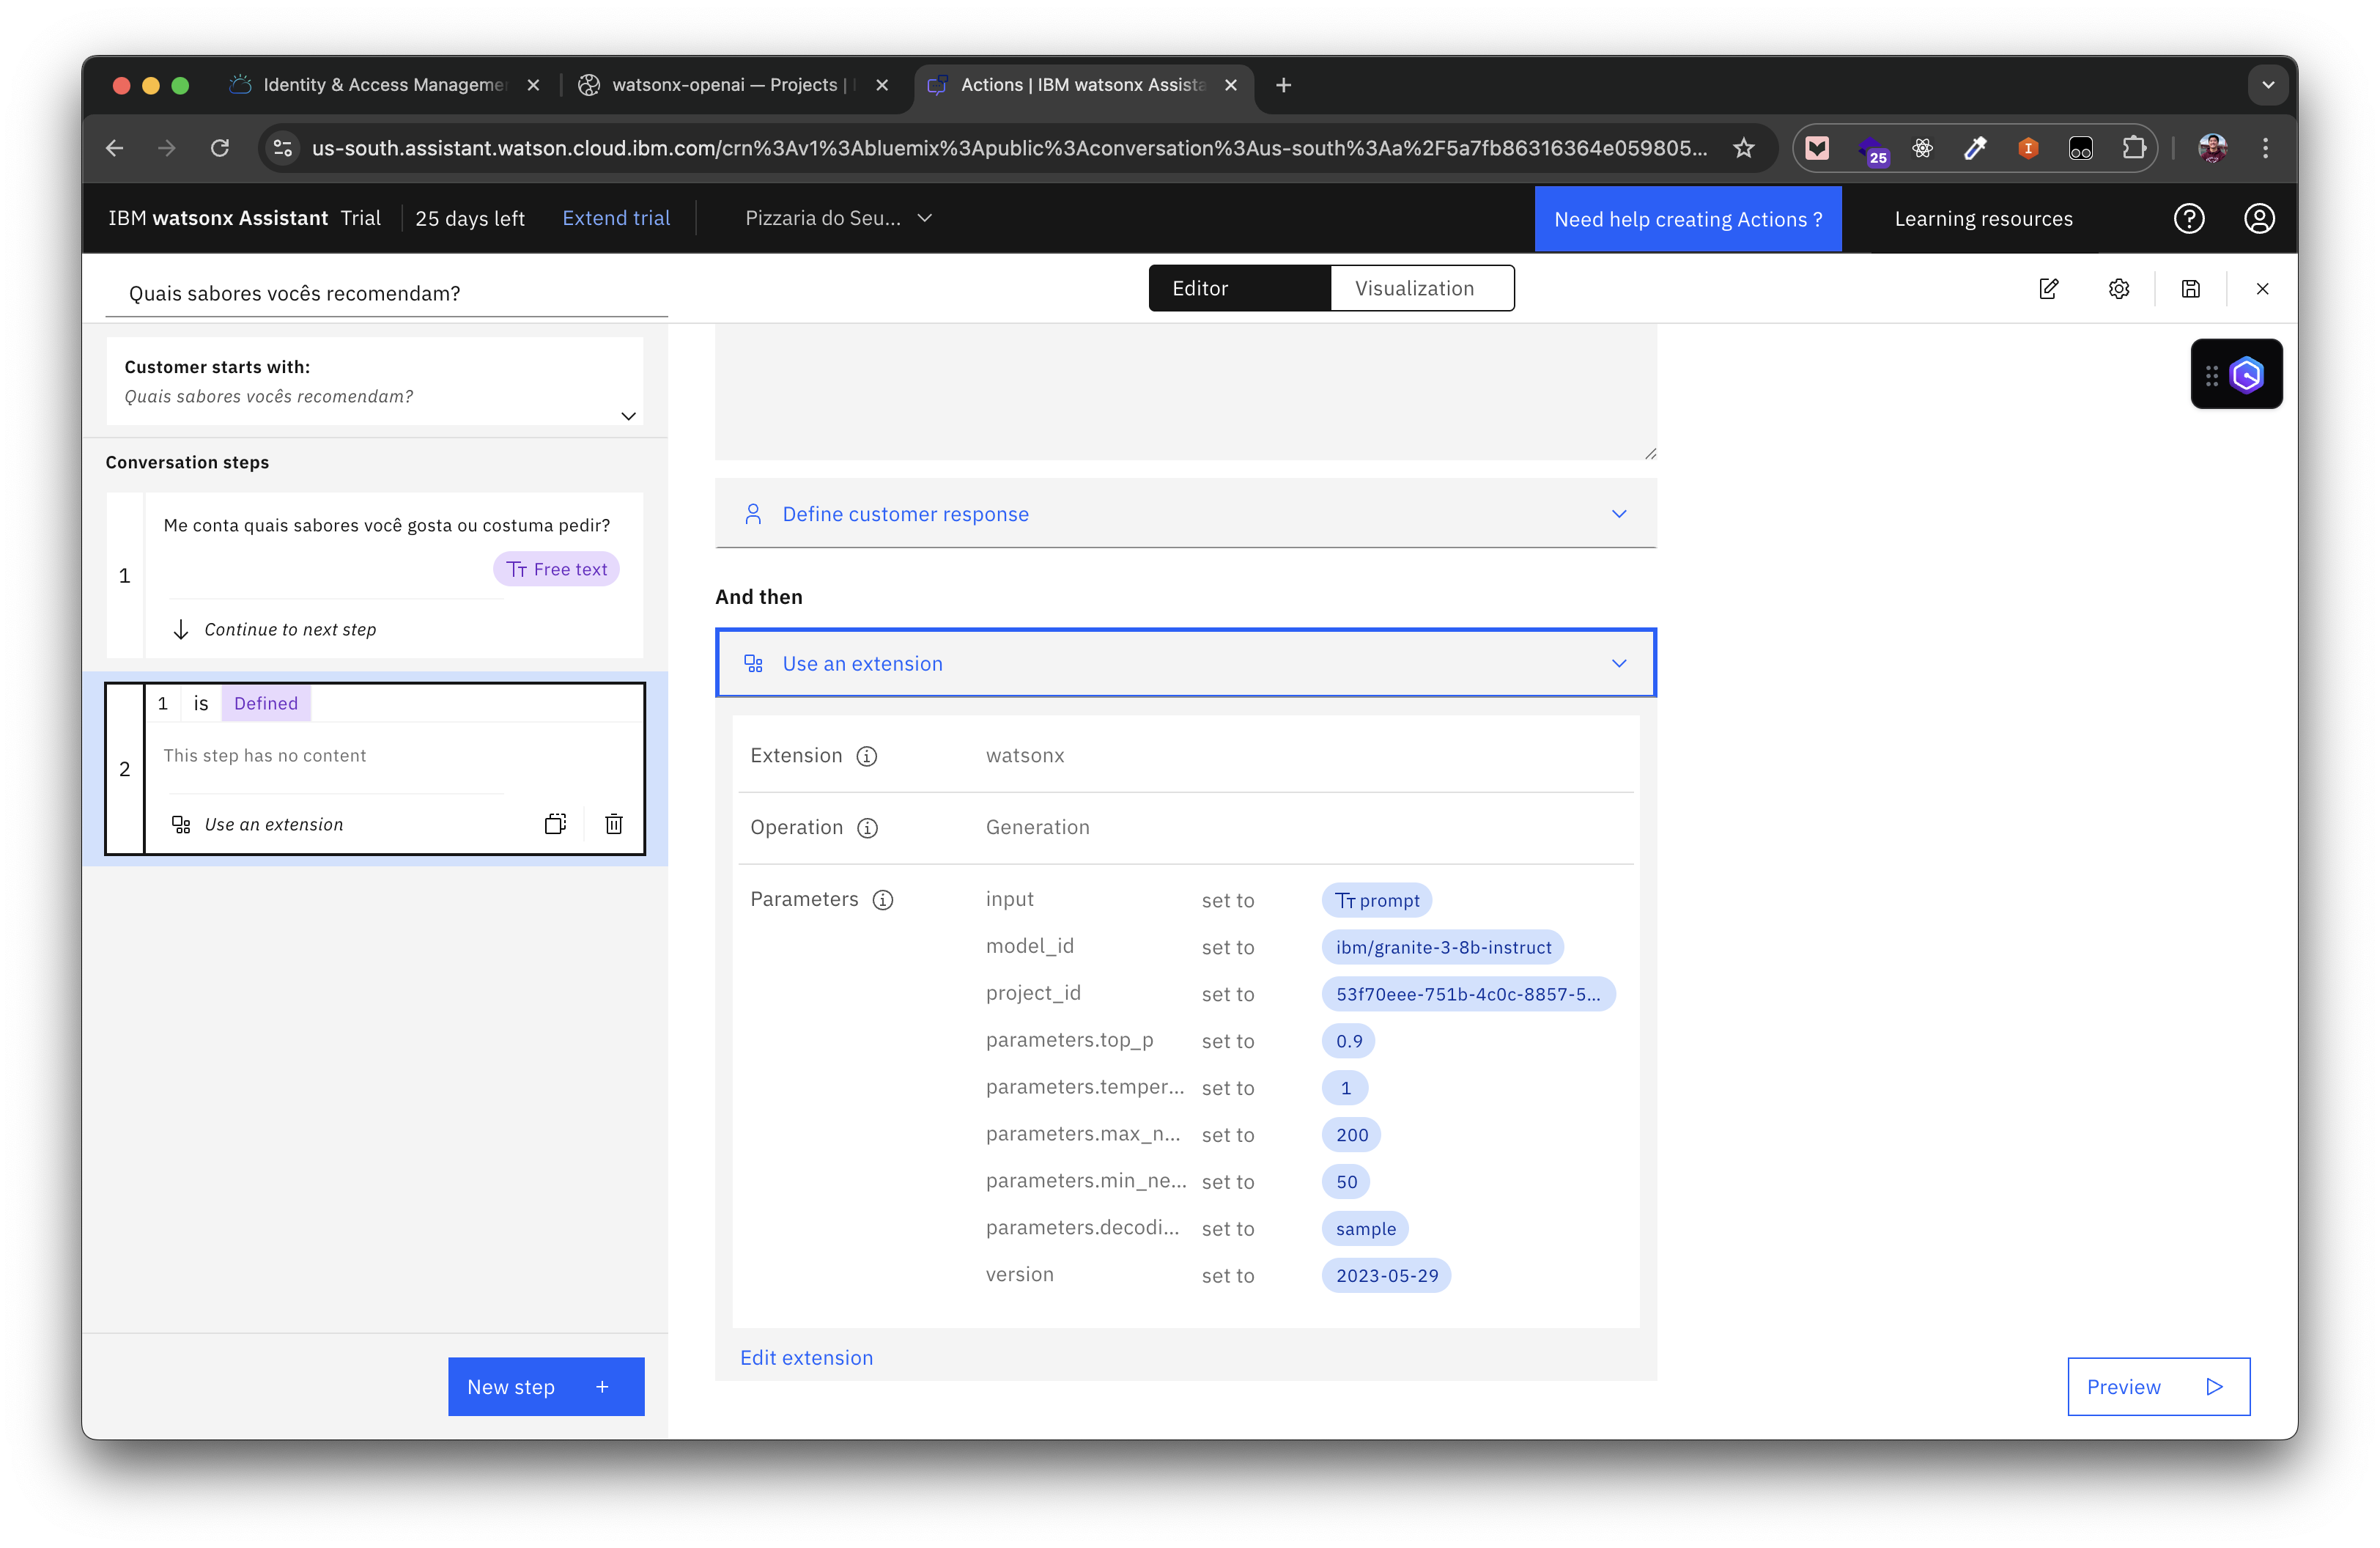 Identity & Access Managemer
watsonx-openai — Projects |
Actions | IBM watsonx Assista
us-south.assistant.watson.cloud.ibm.com/crn%3Av1%3Abluemix%3Apublic%3Aconversation%3Aus-south%3Aa%2F5a7fb86316364e059805...
25
IBM watsonx Assistant Trial
25 days left
Extend trial
Pizzaria do Seu...
Need help creating Actions ?
Learning resources
Quais sabores vocês recomendam?
Editor
Visualization
Customer starts with:
Quais sabores vocês recomendam?
Conversation steps
1
Me conta quais sabores você gosta ou costuma pedir?
Free text
Continue to next step
2
1 is Defined
This step has no content
Use an extension
New step +
Define customer response
And then
Use an extension
Extension watsonx
Operation Generation
Parameters input set to prompt
model_id set to ibm/granite-3-8b-instruct
project_id set to 53f70eee-751b-4c0c-8857-5...
parameters.top_p set to 0.9
parameters.temper... set to 1
parameters.max_n... set to 200
parameters.min_ne... set to 50
parameters.decodi... set to sample
version set to 2023-05-29
Edit extension
Preview